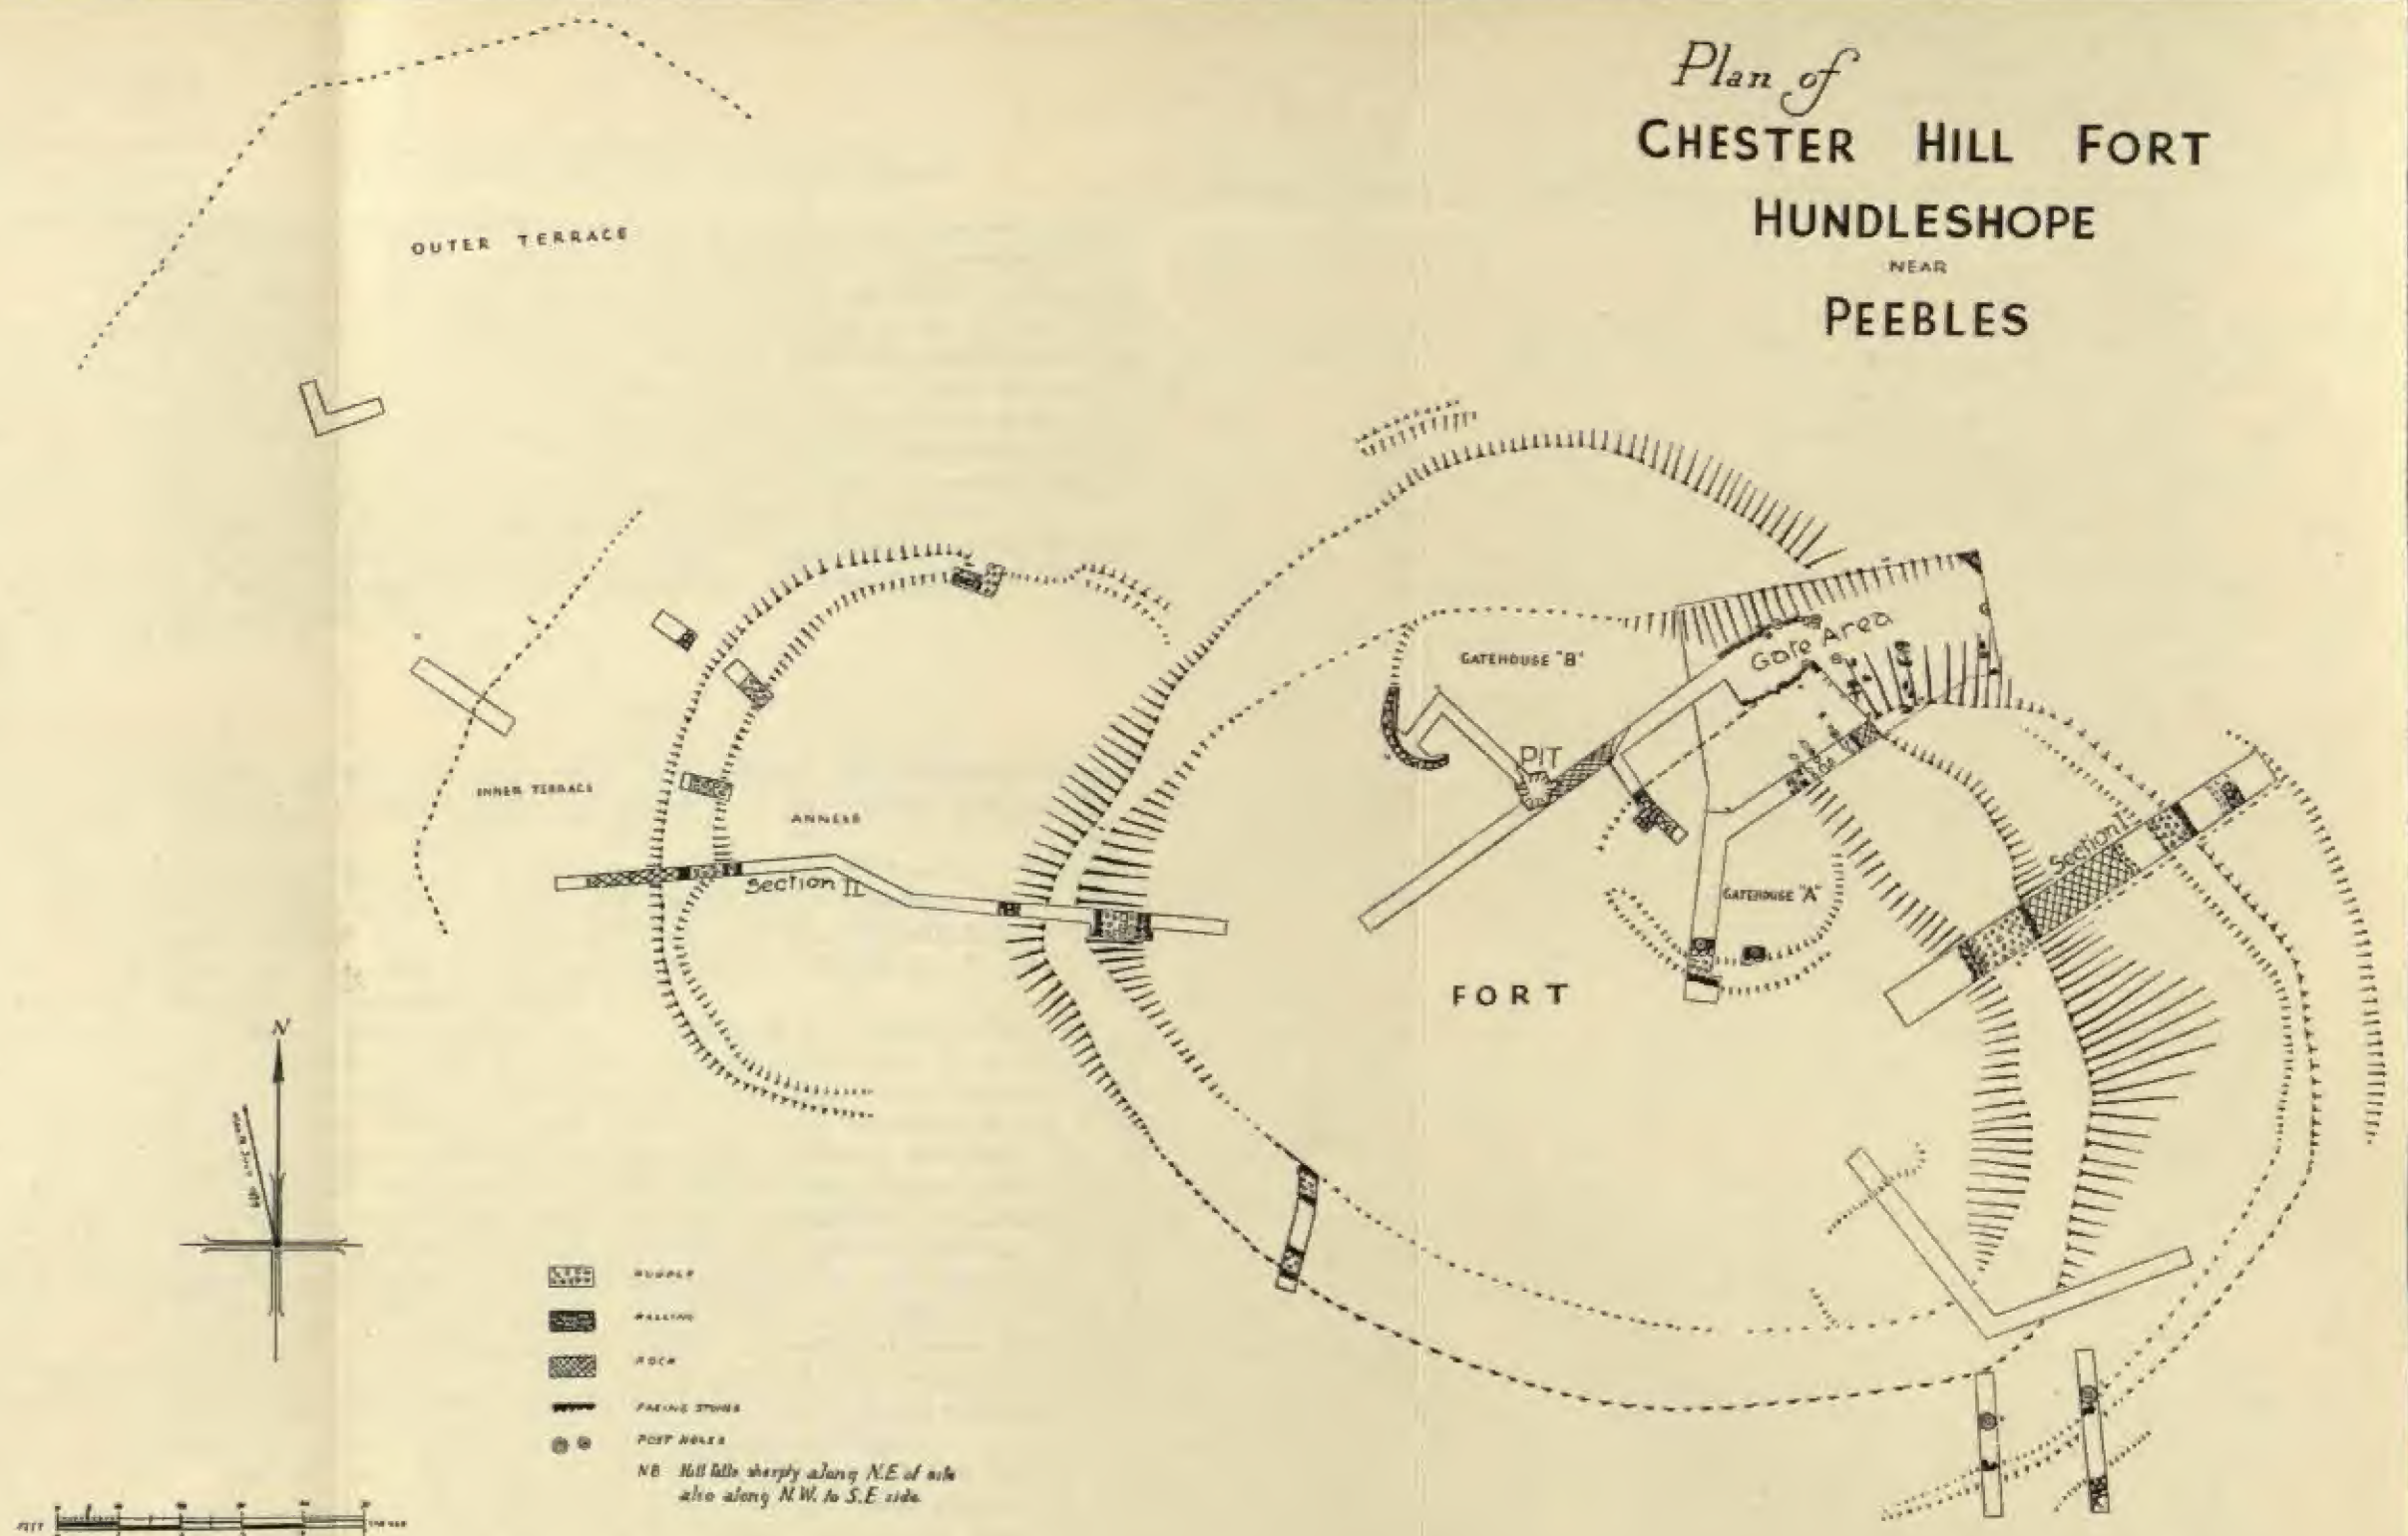 Plan of
CHESTER HILL FORT
HUNDLESHOPE
NEAR
PEEBLES
OUTER TERRACE
GATEHOUSE "B"
Gate Area
PIT
INNER TERRACE
ANNEXE
Section I
Section II
GATEHOUSE "A"
FORT
N
RUBBLE
WALLING
ROCK
FACING STONES
POST HOLES
NB Hill falls sharply along N.E of site
also along N.W. to S.E side.
FEET